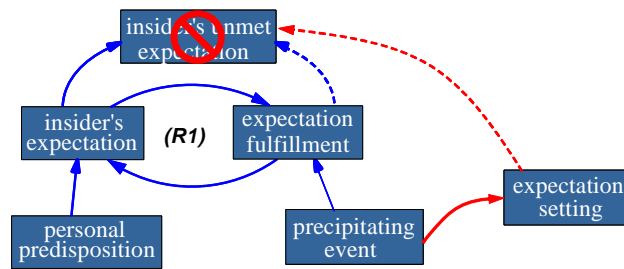 insider's unmet
expectation
insider's
expectation
(R1)
expectation
fulfillment
expectation
setting
personal
predisposition
precipitating
event